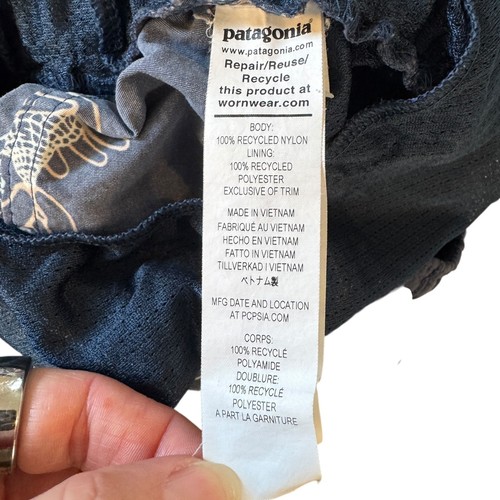 patagonia®
www.patagonia.com
Repair/Reuse/
Recycle
this product at
wornwear.com
BODY:
100% RECYCLED NYLON
LINING:
100% RECYCLED
POLYESTER
EXCLUSIVE OF TRIM
MADE IN VIETNAM
FABRIQUÉ AU VIETNAM
HECHO EN VIETNAM
FATTO IN VIETNAM
TILLVERKAD I VIETNAM
ベトナム製
MFG DATE AND LOCATION
AT PCPSIA.COM
CORPS:
100% RECYCLÉ
POLYAMIDE
DOUBLURE:
100% RECYCLÉ
POLYESTER
A PART LA GARNITURE